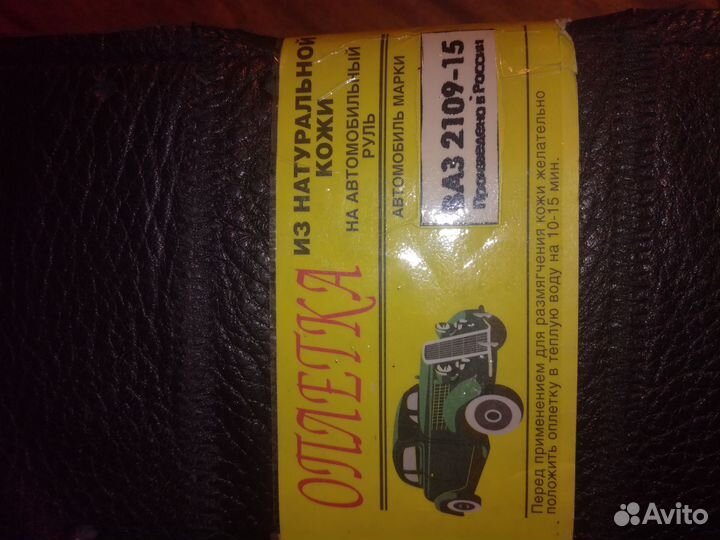 ОПЛЕТКА
ИЗ НАТУРАЛЬНОЙ
КОЖИ
НА АВТОМОБИЛЬНЫЙ
РУЛЬ
АВТОМОБИЛЬ МАРКИ
ВАЗ 2109-15
Произведено в России
Перед применением для размягчения кожи желательно
положить оплетку в теплую воду на 10-15 мин.
Avito